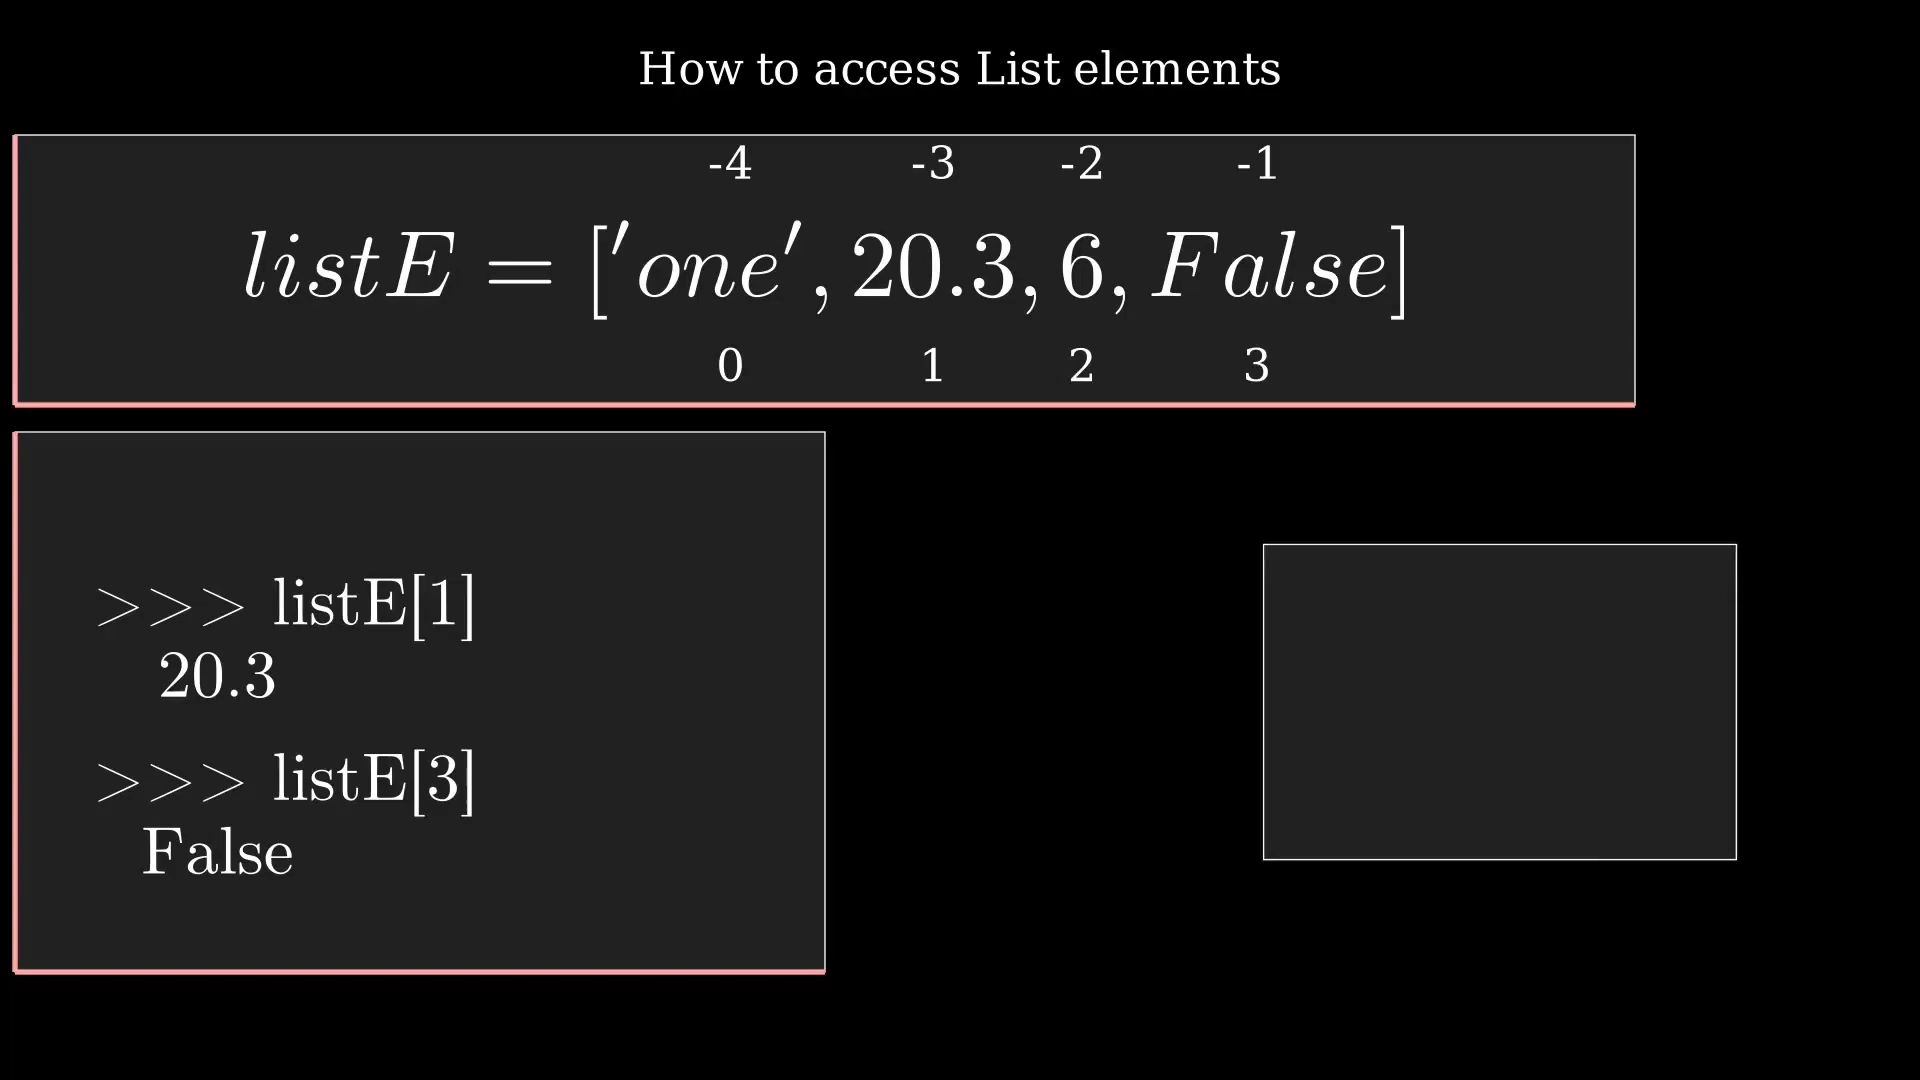 How to access List elements
-4 -3 -2 -1
listE = ['one', 20.3, 6, False]
0 1 2 3
>>> listE[1]
20.3
>>> listE[3]
False